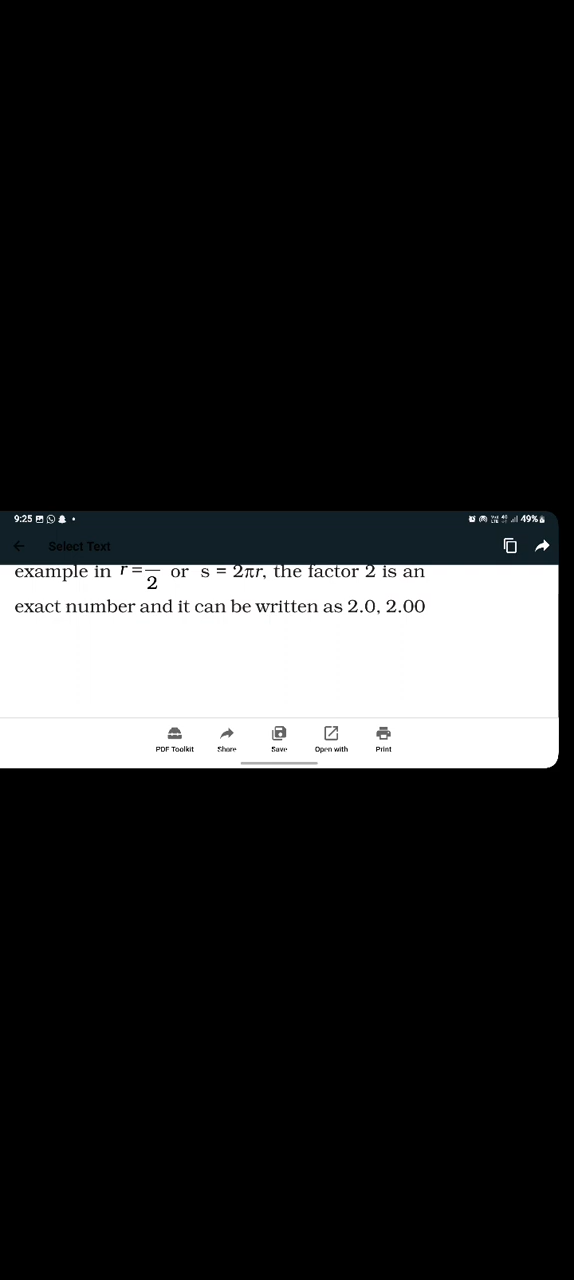 9:25
49%
Select Text
example in r = /2 or s = 2πr, the factor 2 is an
exact number and it can be written as 2.0, 2.00
PDF Toolkit Share Save Open with Print